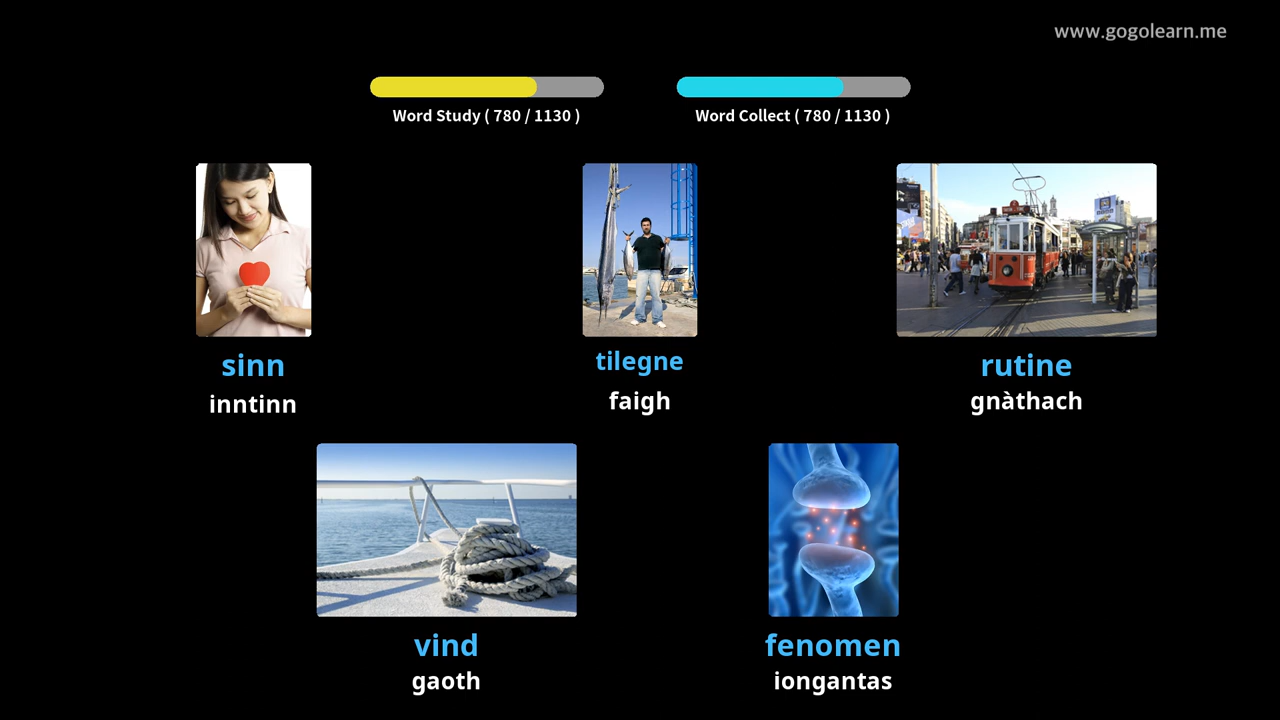 www.gogolearn.me
Word Study ( 780 / 1130 )
Word Collect ( 780 / 1130 )
sinn
inntinn
tilegne
faigh
rutine
gnàthach
vind
gaoth
fenomen
iongantas